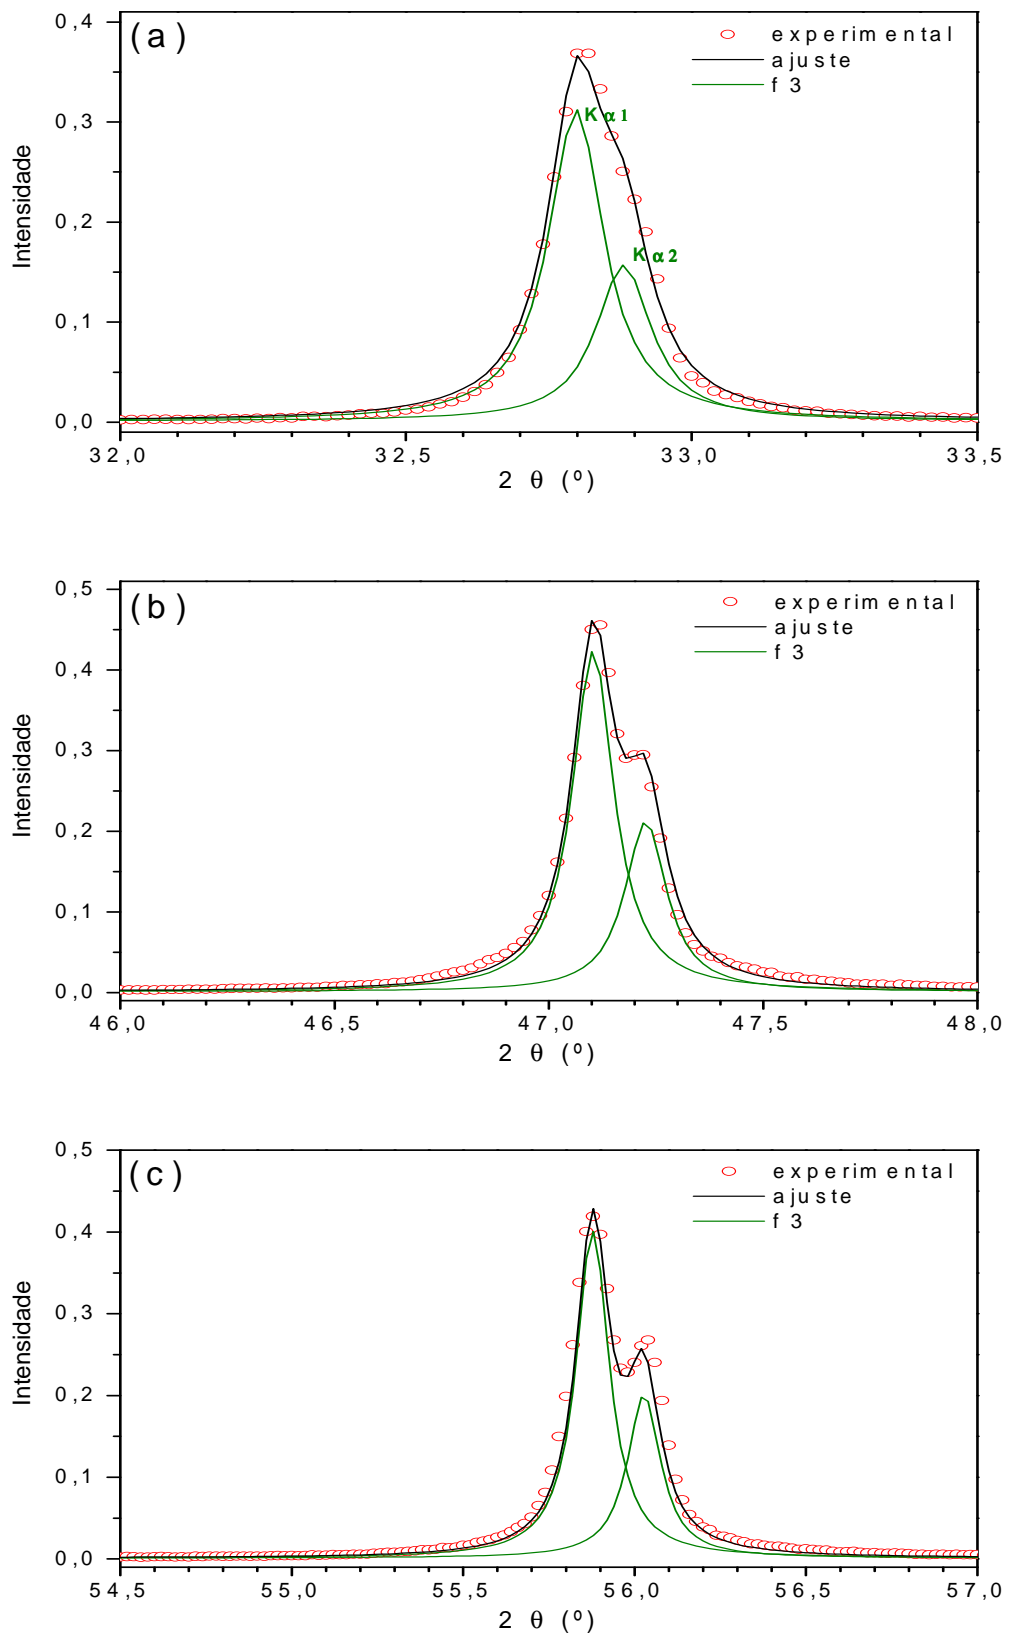 (a)
experimental
ajuste
f 3
Kα1
Kα2
Intensidade
0,4
0,3
0,2
0,1
0,0
32,0 32,5 33,0 33,5
2 θ (º)
(b)
experimental
ajuste
f 3
Intensidade
0,5
0,4
0,3
0,2
0,1
0,0
46,0 46,5 47,0 47,5 48,0
2 θ (º)
(c)
experimental
ajuste
f 3
Intensidade
0,5
0,4
0,3
0,2
0,1
0,0
54,5 55,0 55,5 56,0 56,5 57,0
2 θ (º)